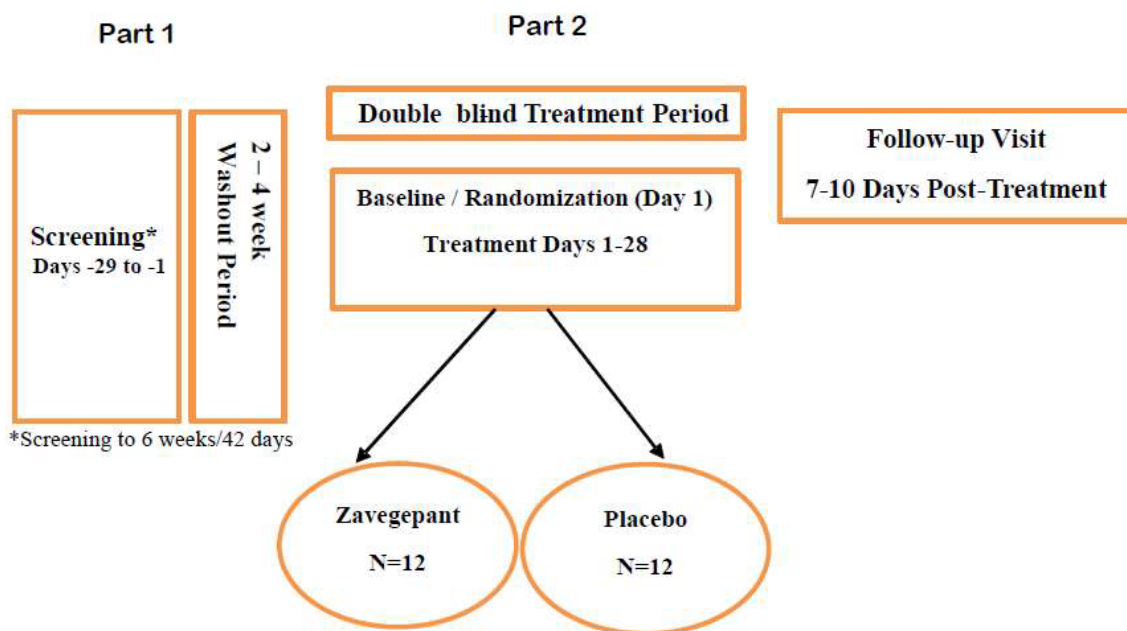 Part 1
Screening*
Days -29 to -1
2 – 4 week
Washout Period
*Screening to 6 weeks/42 days
Part 2
Double blind Treatment Period
Baseline / Randomization (Day 1)
Treatment Days 1-28
Zavegepant
N=12
Placebo
N=12
Follow-up Visit
7-10 Days Post-Treatment